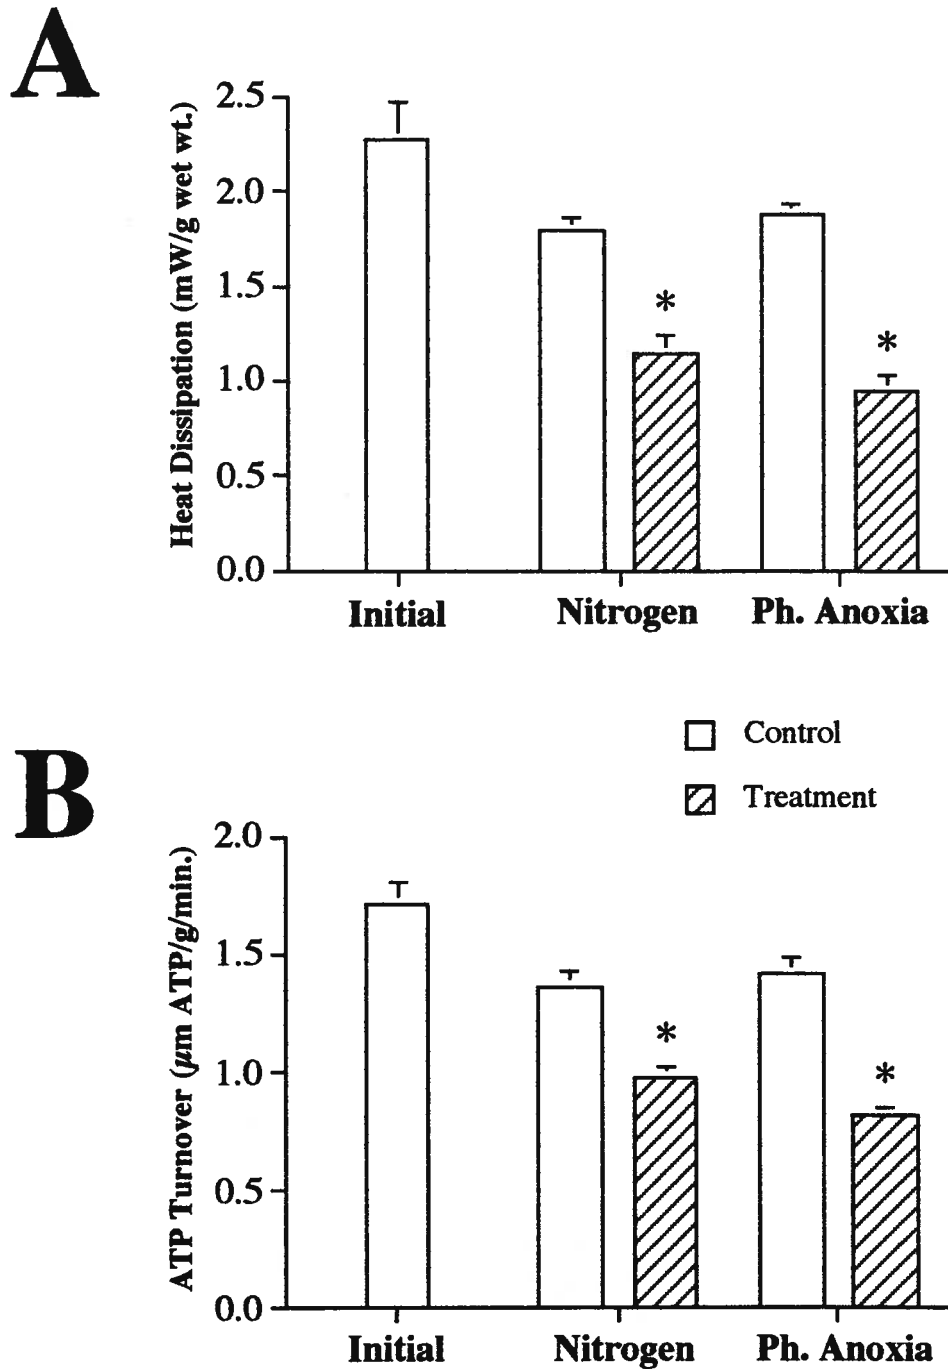 A
Heat Dissipation (mW/g wet wt.)
2.5
2.0
1.5
1.0
0.5
0.0
*
*
Initial Nitrogen Ph. Anoxia
Control
Treatment
B
ATP Turnover (µm ATP/g/min.)
2.0
1.5
1.0
0.5
0.0
*
*
Initial Nitrogen Ph. Anoxia